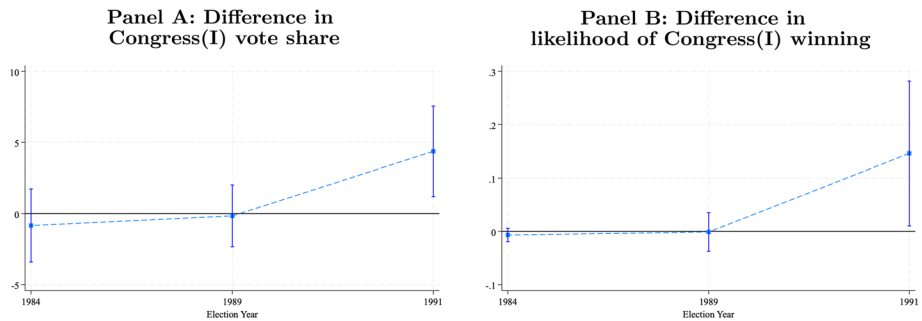 Panel A: Difference in
Congress(I) vote share
10
5
0
-5
1984
1989
1991
Election Year
Panel B: Difference in
likelihood of Congress(I) winning
.3
.2
.1
0
-.1
1984
1989
1991
Election Year